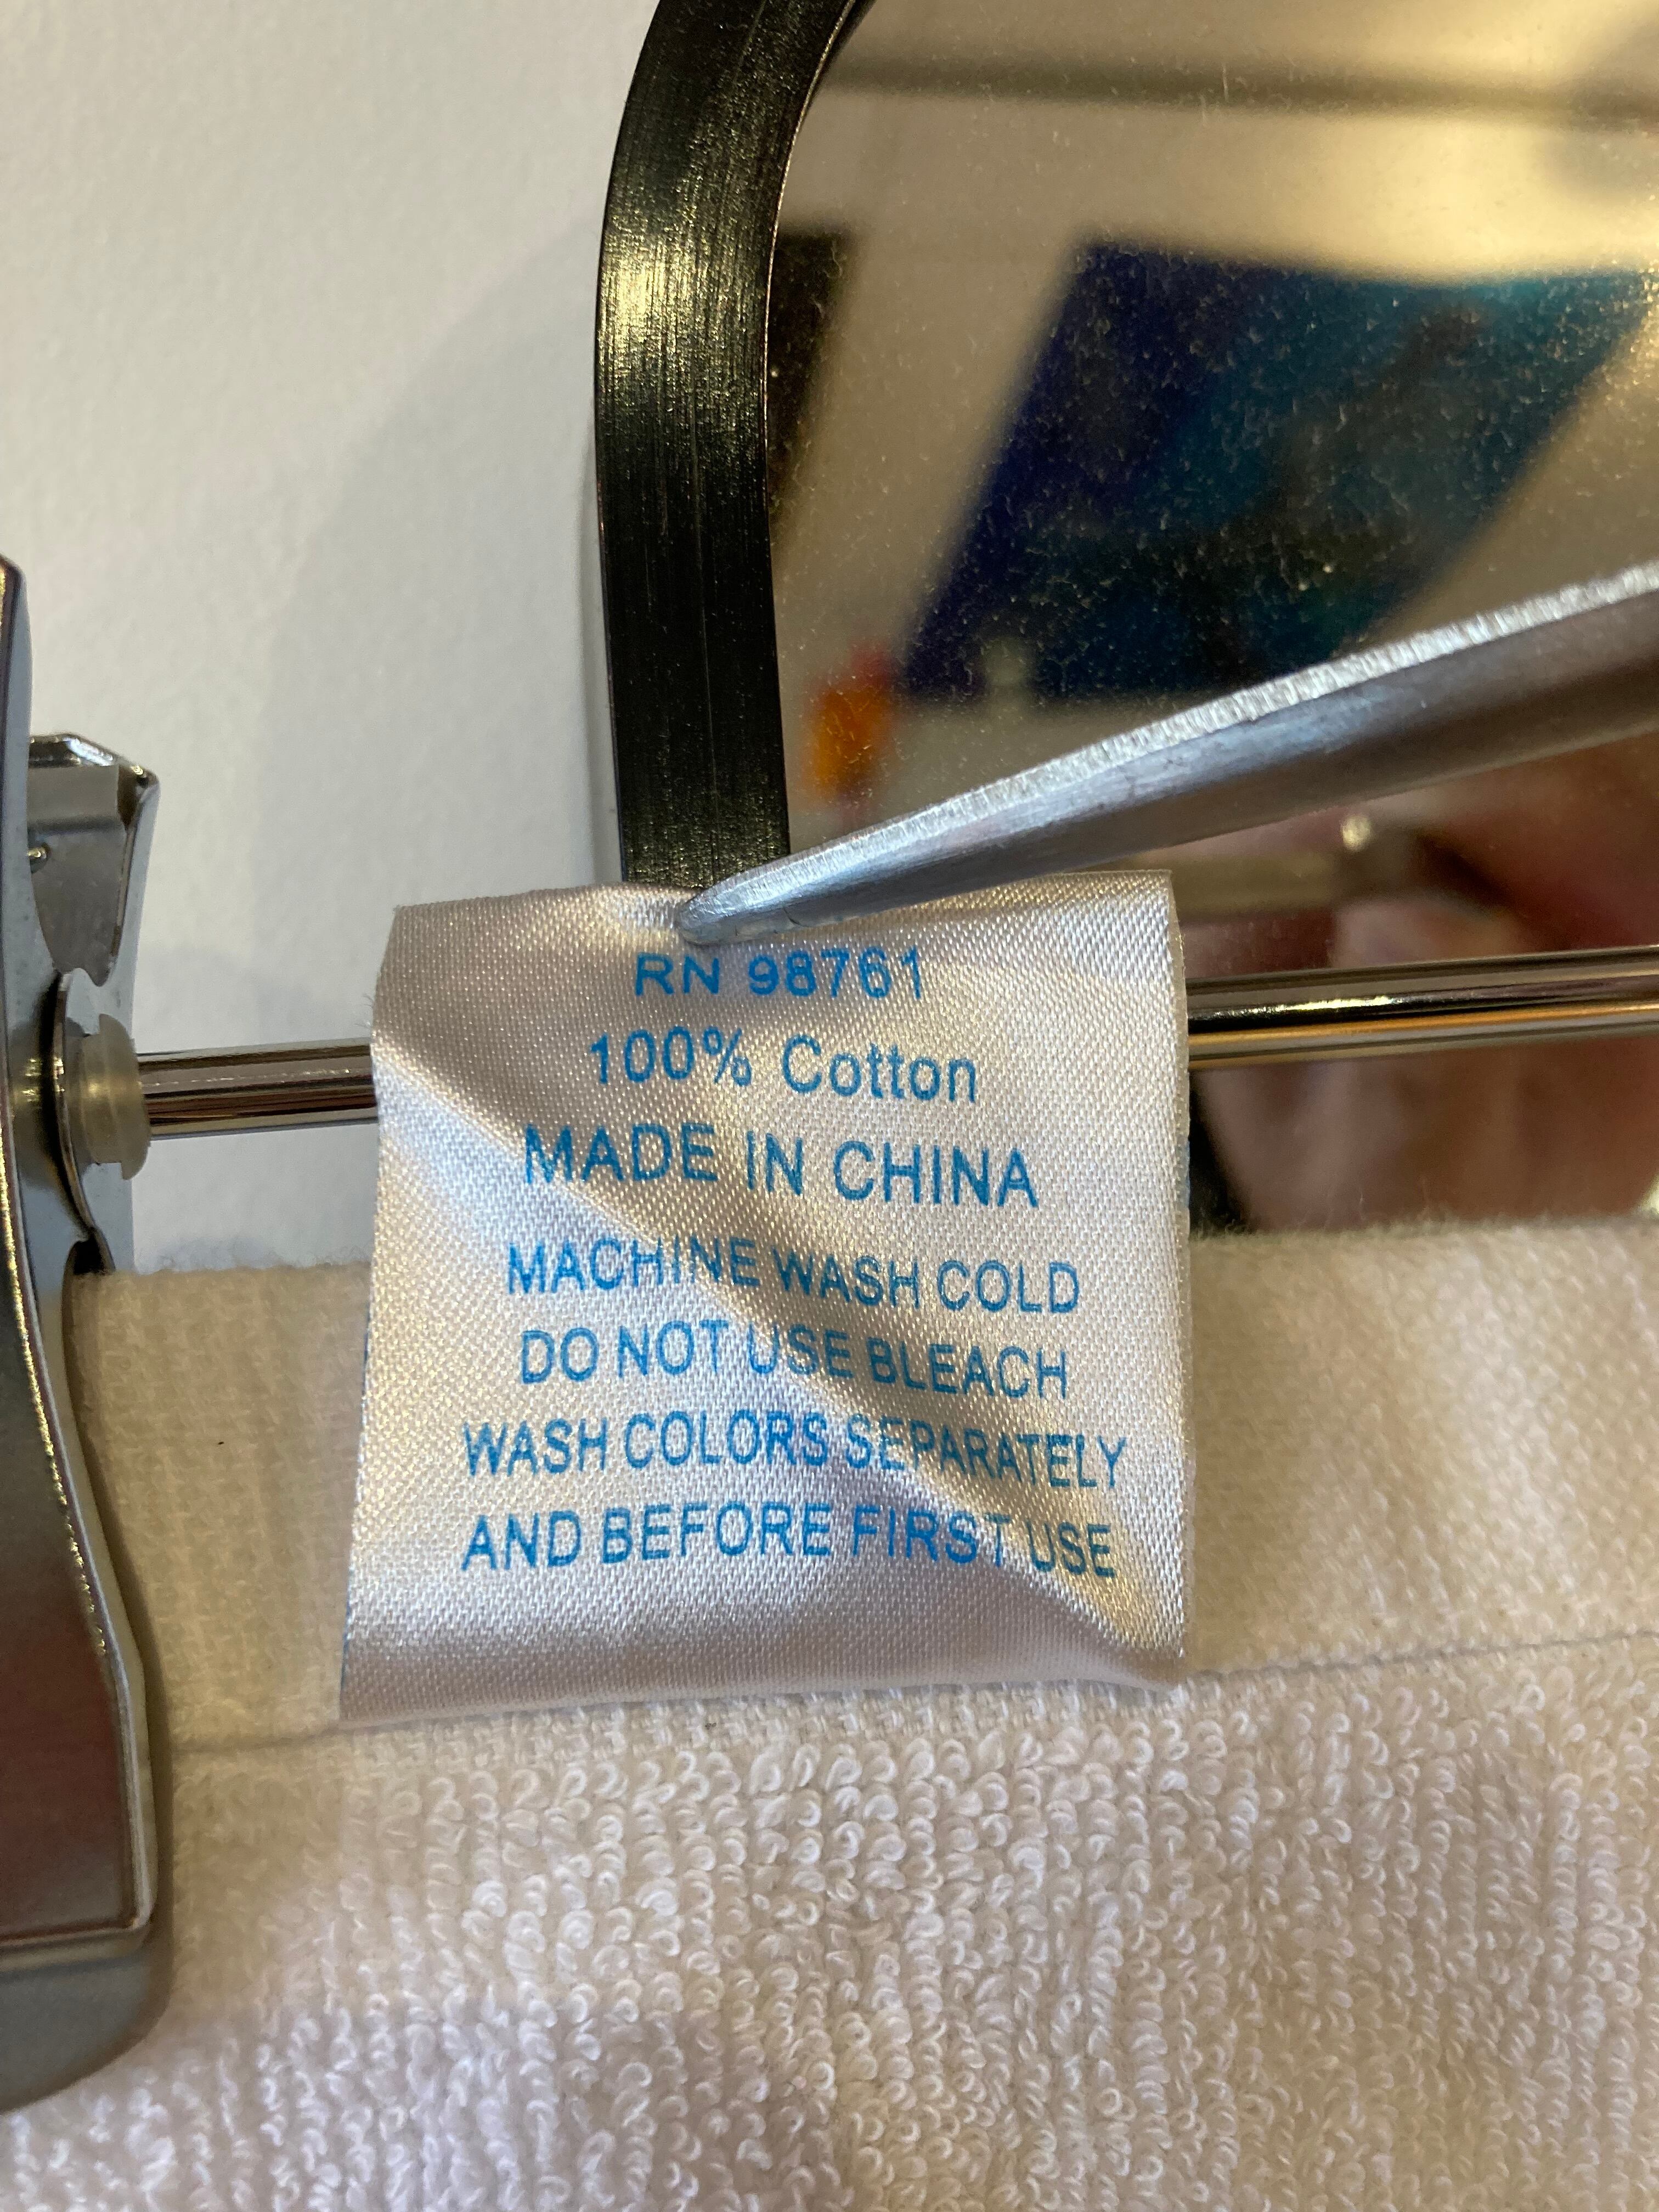 RN 98761
100% Cotton
MADE IN CHINA
MACHINE WASH COLD
DO NOT USE BLEACH
WASH COLORS SEPARATELY
AND BEFORE FIRST USE